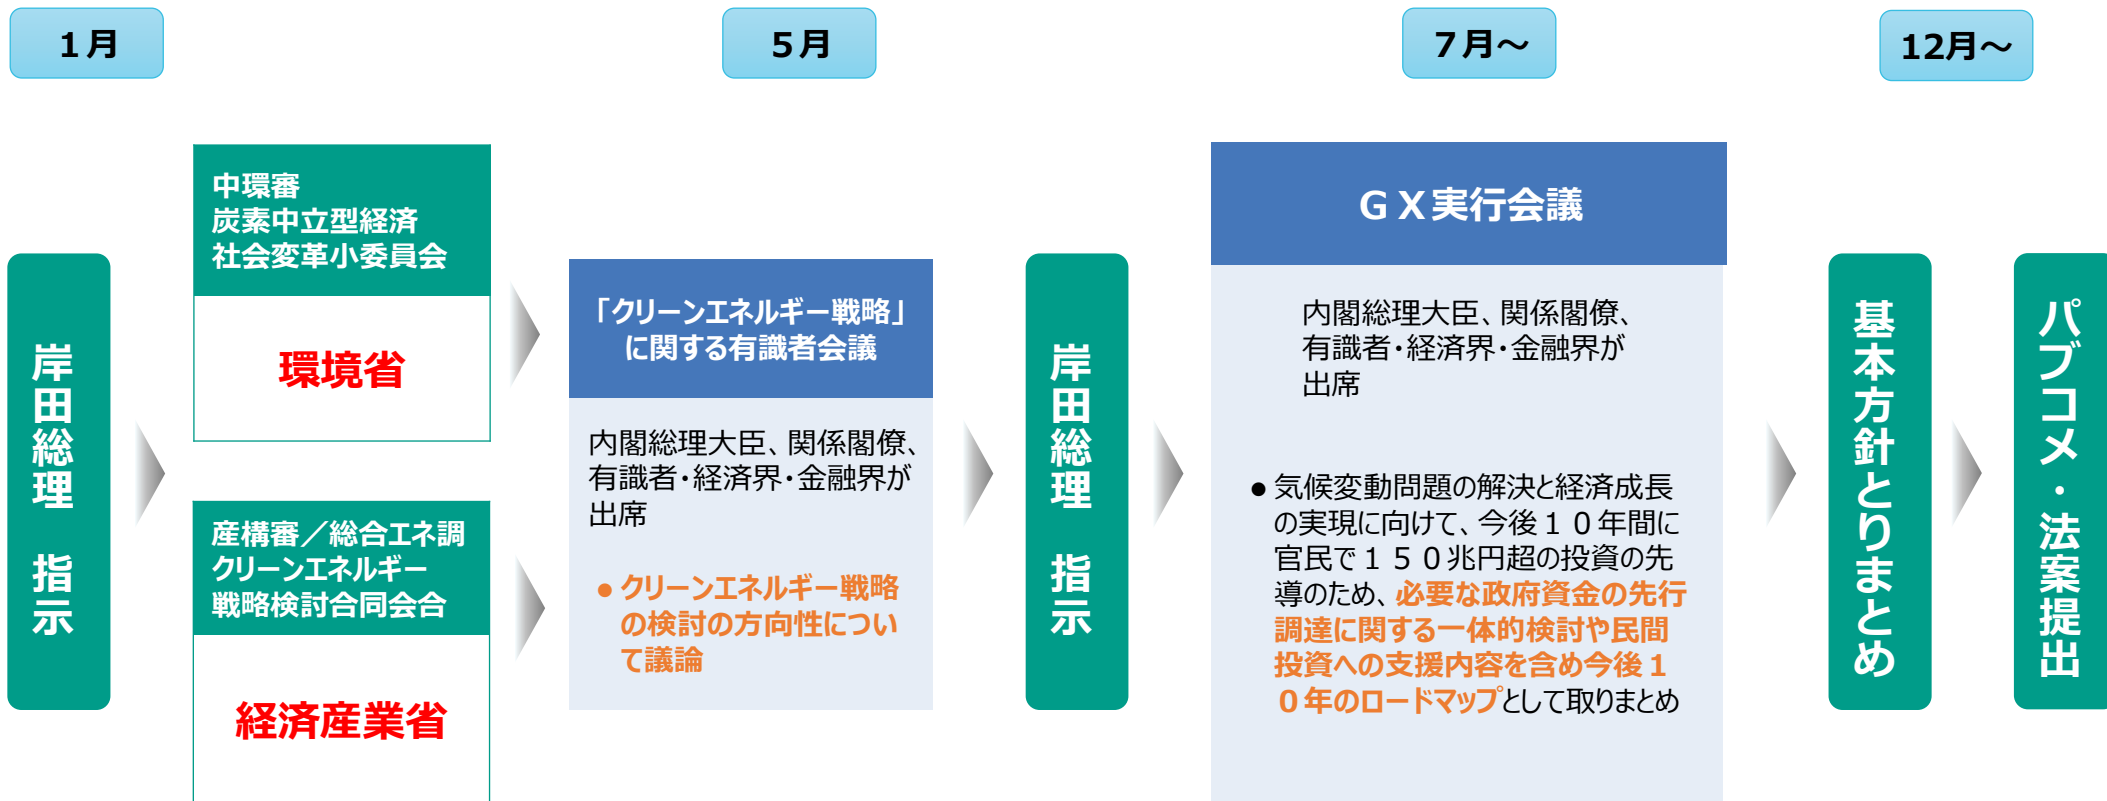 １月
５月
７月～
12月～
岸田総理　指示
中環審
炭素中立型経済
社会変革小委員会
環境省
産構審／総合エネ調
クリーンエネルギー
戦略検討合同会合
経済産業省
「クリーンエネルギー戦略」
に関する有識者会議
内閣総理大臣、関係閣僚、
有識者・経済界・金融界が
出席
● クリーンエネルギー戦略
の検討の方向性につい
て議論
岸田総理　指示
ＧＸ実行会議
内閣総理大臣、関係閣僚、
有識者・経済界・金融界が
出席
● 気候変動問題の解決と経済成長
の実現に向けて、今後１０年間に
官民で１５０兆円超の投資の先
導のため、必要な政府資金の先行
調達に関する一体的検討や民間
投資への支援内容を含め今後１
０年のロードマップとして取りまとめ
基本方針とりまとめ
パブコメ・法案提出